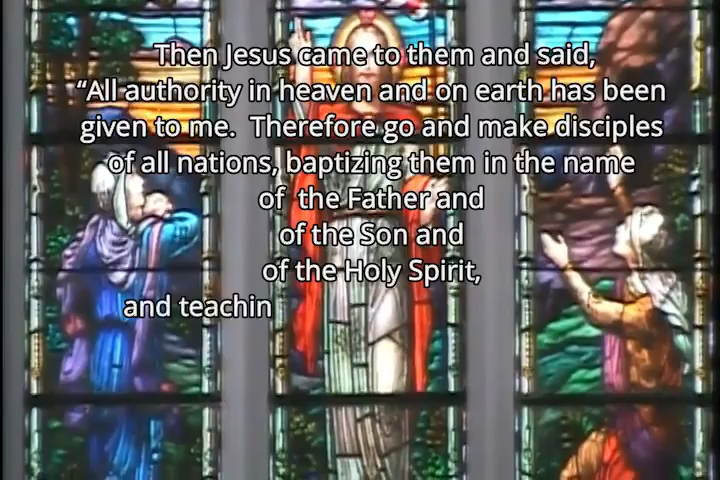 Then Jesus came to them and said,
“All authority in heaven and on earth has been
given to me.  Therefore go and make disciples
of all nations, baptizing them in the name
of  the Father and
of the Son and
of the Holy Spirit,
and teachin